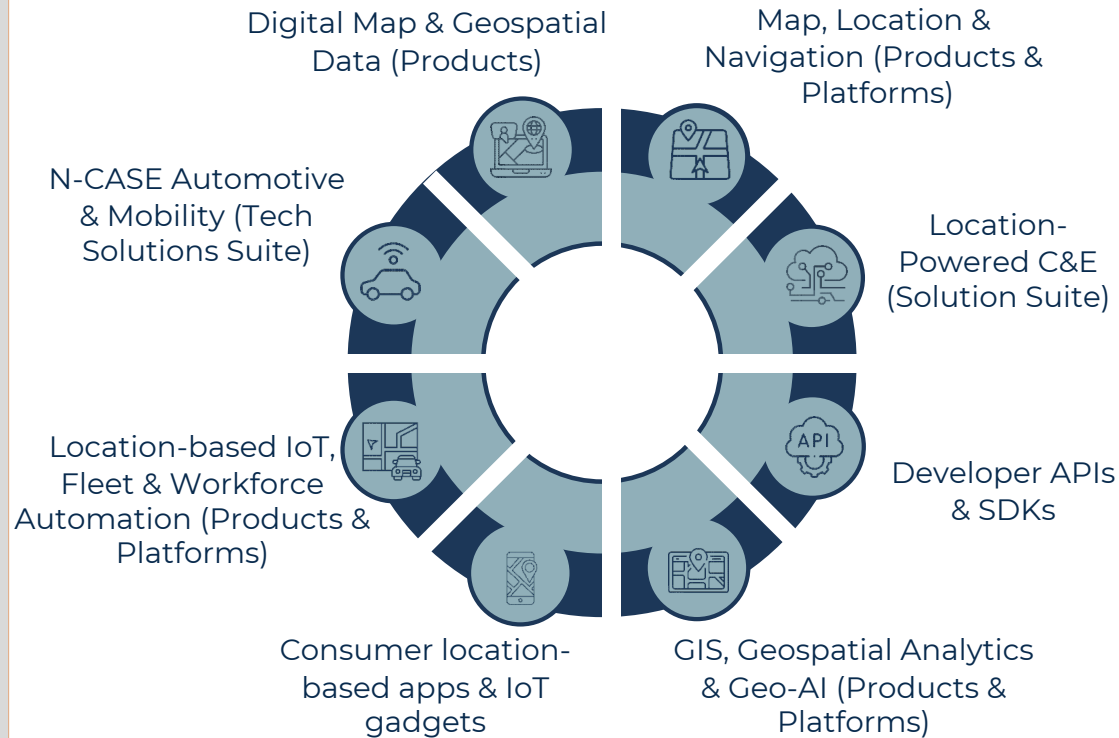 Digital Map & Geospatial
Data (Products)
Map, Location &
Navigation (Products &
Platforms)
N-CASE Automotive
& Mobility (Tech
Solutions Suite)
Location-
Powered C&E
(Solution Suite)
API
Location-based IoT,
Fleet & Workforce
Automation (Products &
Platforms)
Developer APIs
& SDKs
Consumer location-
based apps & IoT
gadgets
GIS, Geospatial Analytics
& Geo-AI (Products &
Platforms)